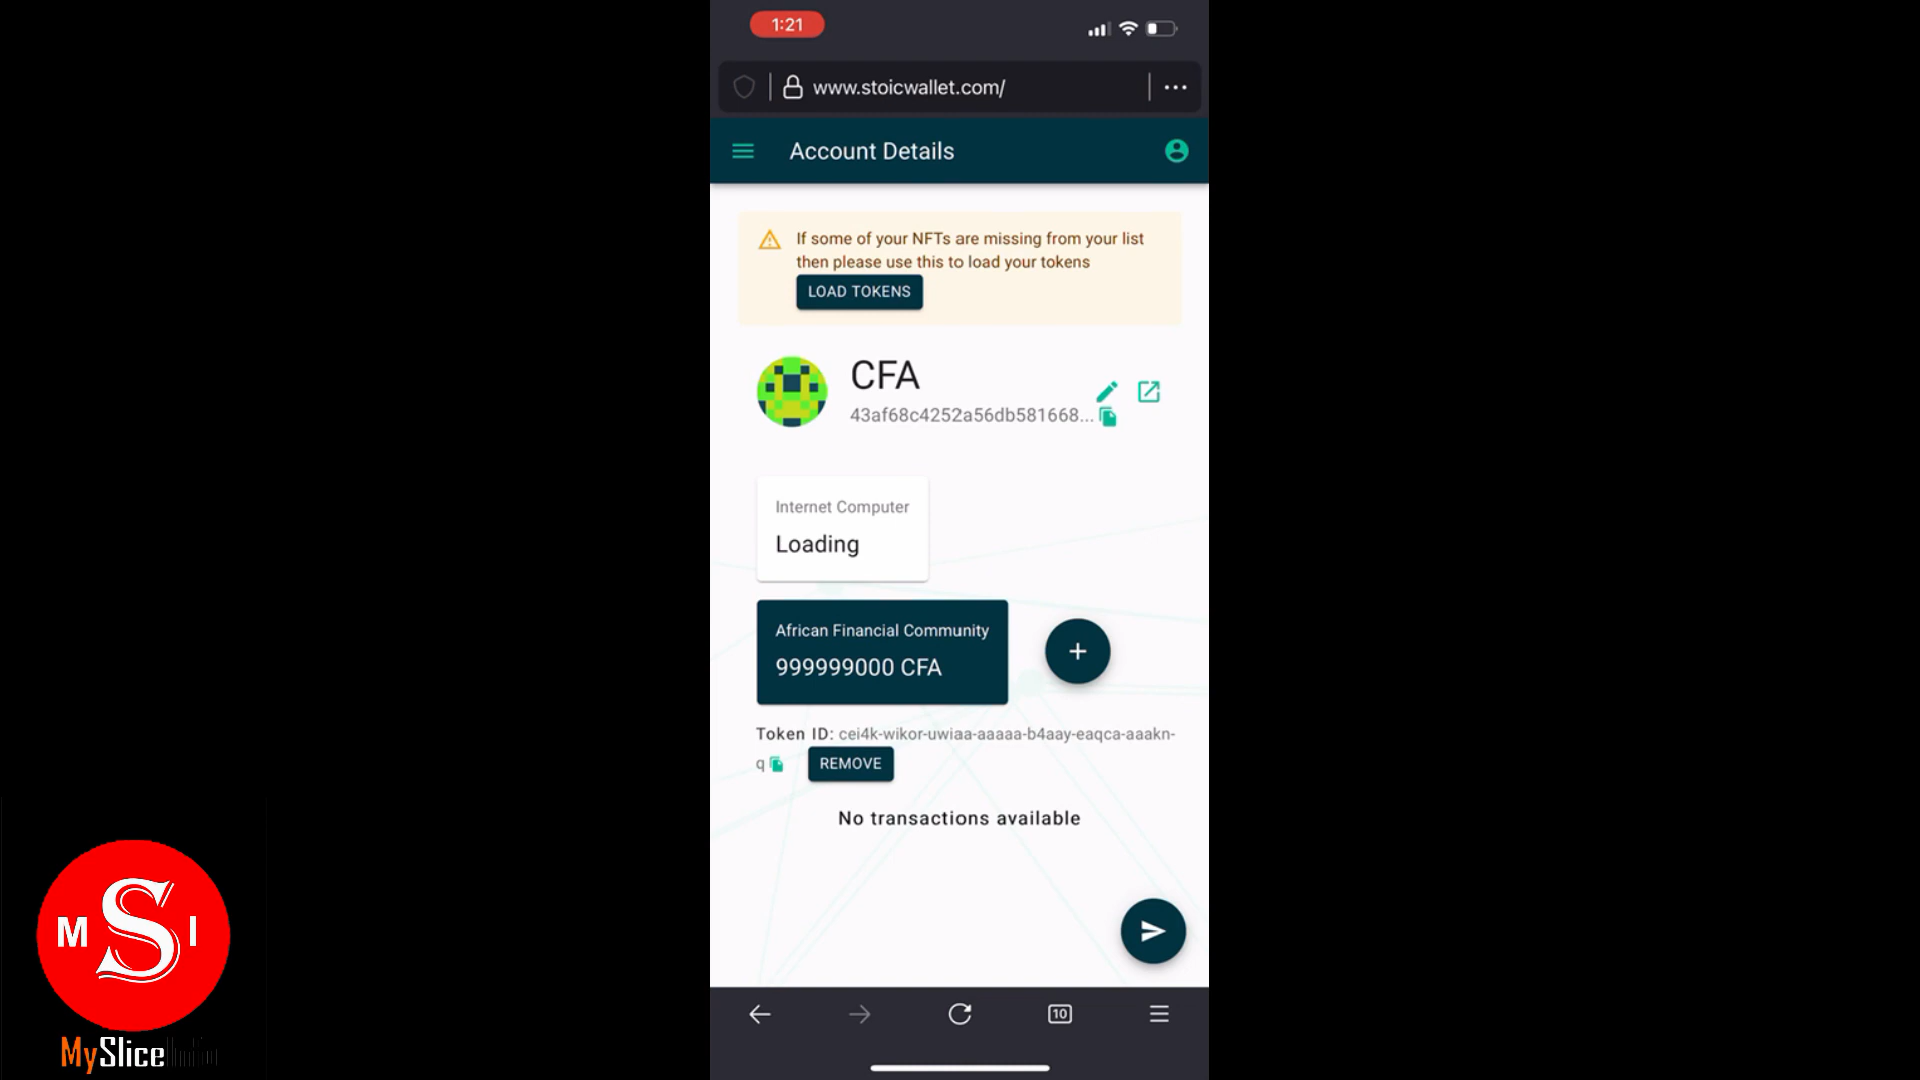 1:21
www.stoicwallet.com/
Account Details
If some of your NFTs are missing from your list
then please use this to load your tokens
LOAD TOKENS
CFA
43af68c4252a56db581668...
Internet Computer
Loading
African Financial Community
999999000 CFA
+
Token ID: cei4k-wikor-uwiaa-aaaaa-b4aay-eaqca-aaakn-
q
REMOVE
No transactions available
10
M S I
MySliceInfo